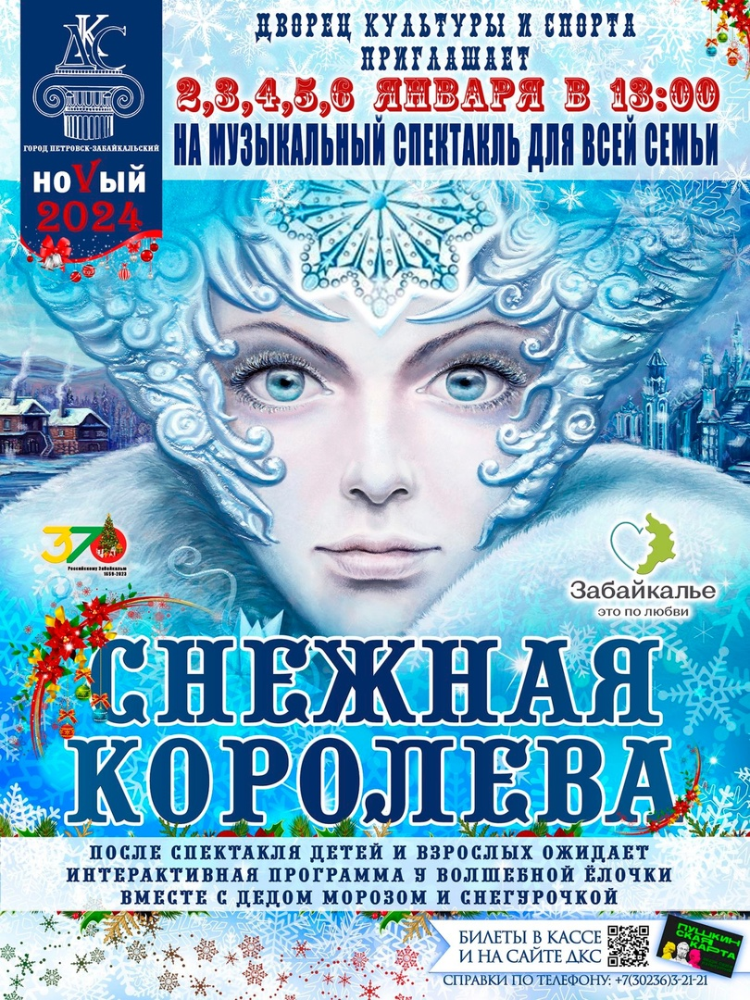 ДКС
ГОРОД ПЕТРОВСК-ЗАБАЙКАЛЬСКИЙ
ноVый
2024
ДВОРЕЦ КУЛЬТУРЫ И СПОРТА
ПРИГЛАШАЕТ
2,3,4,5,6 ЯНВАРЯ В 13:00
НА МУЗЫКАЛЬНЫЙ СПЕКТАКЛЬ ДЛЯ ВСЕЙ СЕМЬИ
370
Российскому Забайкалью
1653-2023
Забайкалье
это по любви
СНЕЖНАЯ
КОРОЛЕВА
ПОСЛЕ СПЕКТАКЛЯ ДЕТЕЙ И ВЗРОСЛЫХ ОЖИДАЕТ
ИНТЕРАКТИВНАЯ ПРОГРАММА У ВОЛШЕБНОЙ ЁЛОЧКИ
ВМЕСТЕ С ДЕДОМ МОРОЗОМ И СНЕГУРОЧКОЙ
БИЛЕТЫ В КАССЕ
И НА САЙТЕ ДКС
ПУШКИН
СКАЯ
КАРТА
СПРАВКИ ПО ТЕЛЕФОНУ: +7(30236)3-21-21